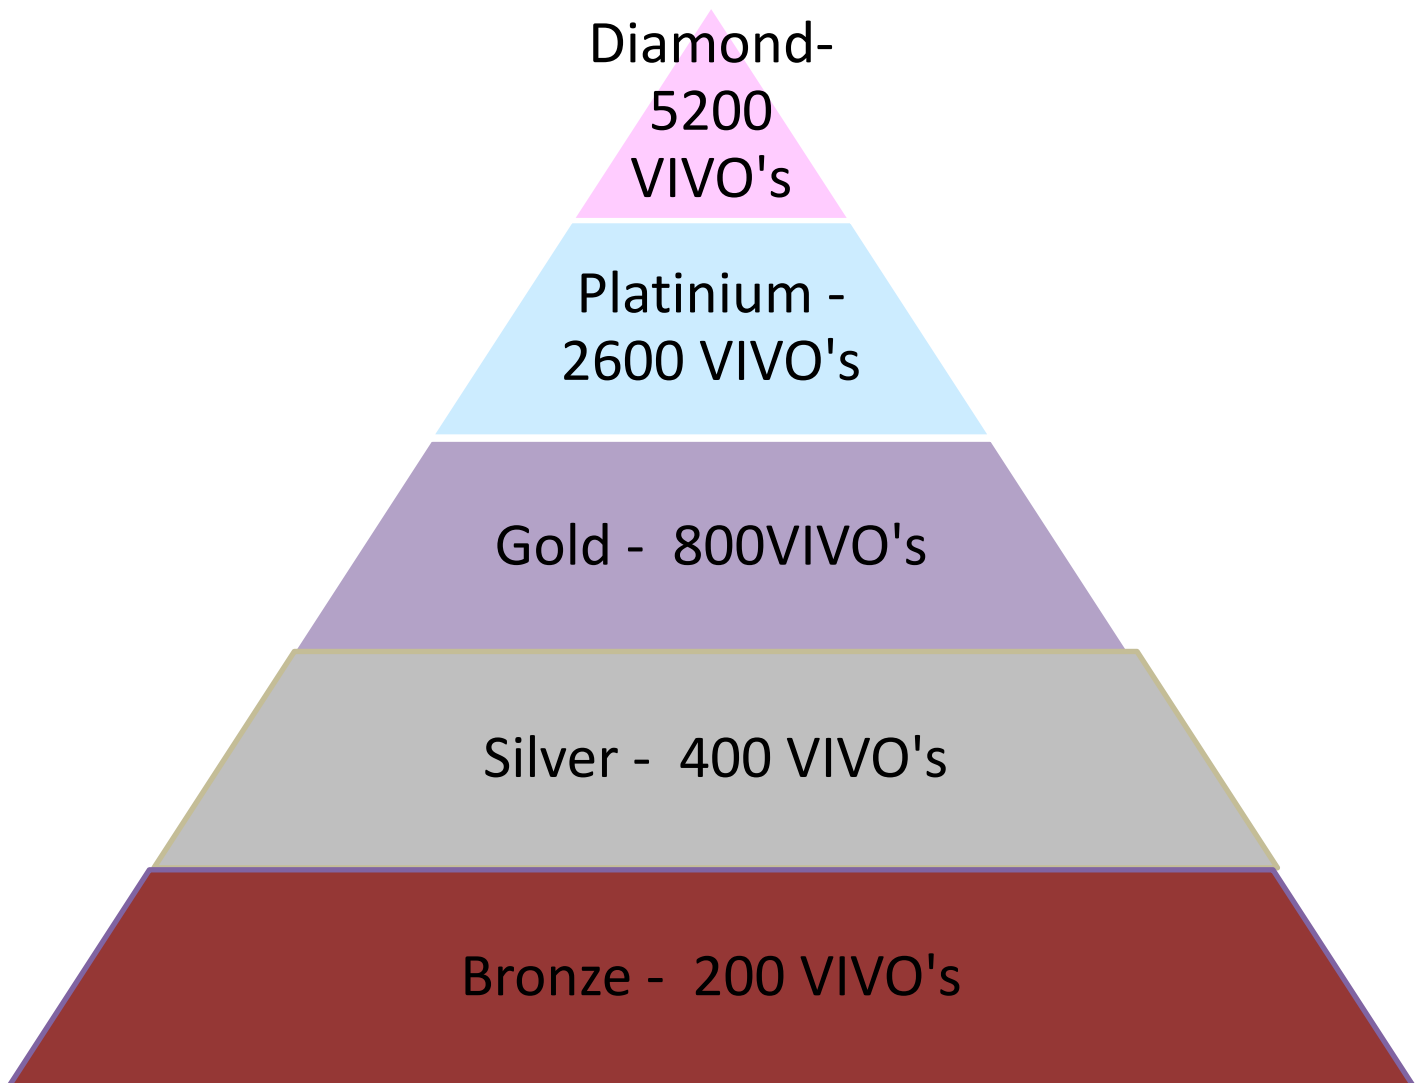 Diamond-
5200
VIVO's
Platinium -
2600 VIVO's
Gold -  800VIVO's
Silver -  400 VIVO's
Bronze -  200 VIVO's